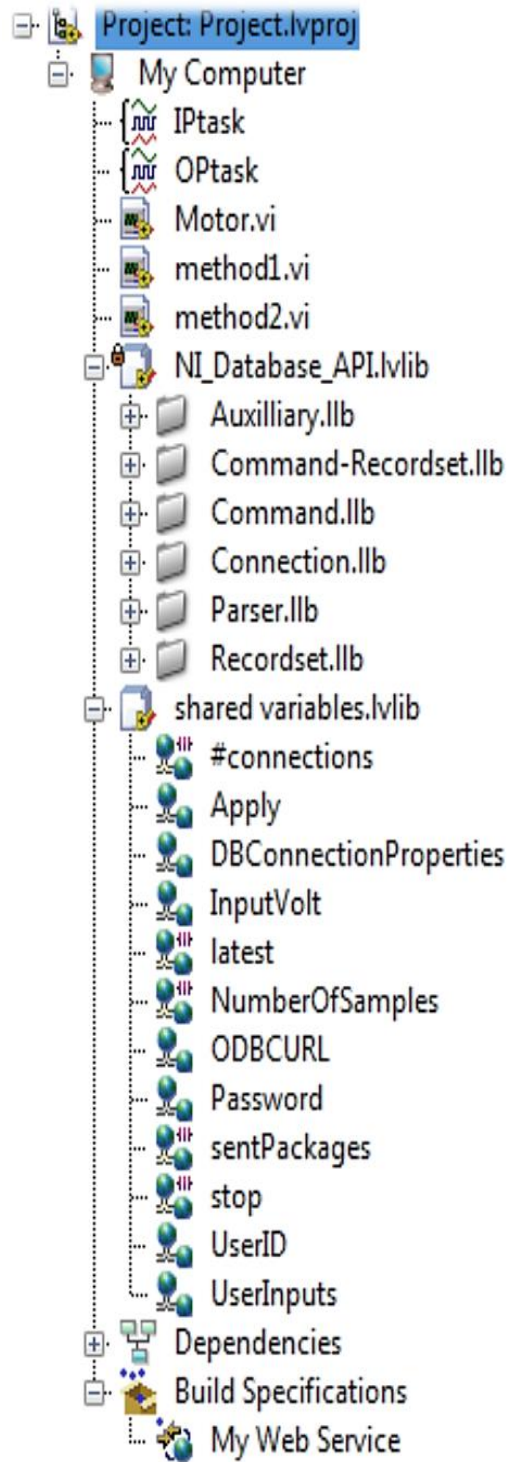 Project: Project.lvproj
My Computer
IPtask
OPtask
Motor.vi
method1.vi
method2.vi
NI_Database_API.lvlib
Auxilliary.llb
Command-Recordset.llb
Command.llb
Connection.llb
Parser.llb
Recordset.llb
shared variables.lvlib
#connections
Apply
DBConnectionProperties
InputVolt
latest
NumberOfSamples
ODBCURL
Password
sentPackages
stop
UserID
UserInputs
Dependencies
Build Specifications
My Web Service